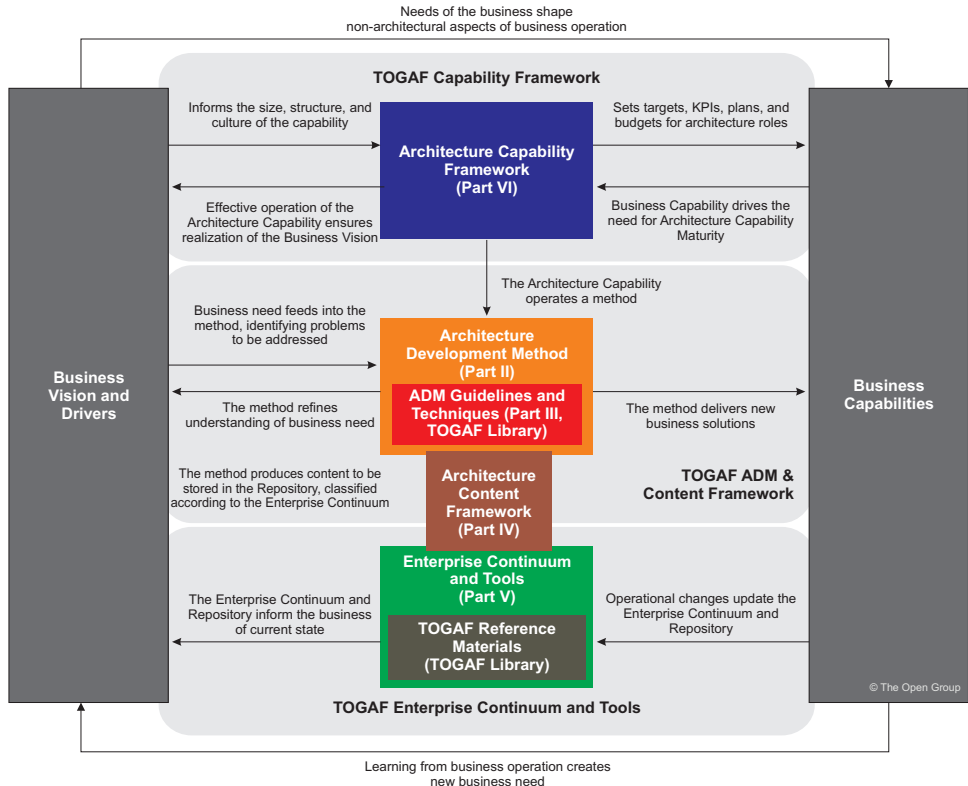 Needs of the business shape
non-architectural aspects of business operation
TOGAF Capability Framework
Informs the size, structure, and
culture of the capability
Sets targets, KPIs, plans, and
budgets for architecture roles
Architecture Capability
Framework
(Part VI)
Effective operation of the
Architecture Capability ensures
realization of the Business Vision
Business Capability drives the
need for Architecture Capability
Maturity
The Architecture Capability
operates a method
Business need feeds into the
method, identifying problems
to be addressed
Architecture
Development Method
(Part II)
Business
Vision and
Drivers
ADM Guidelines and
Techniques (Part III,
TOGAF Library)
Business
Capabilities
The method refines
understanding of business need
The method delivers new
business solutions
The method produces content to be
stored in the Repository, classified
according to the Enterprise Continuum
Architecture
Content
Framework
(Part IV)
TOGAF ADM &
Content Framework
Enterprise Continuum
and Tools
(Part V)
The Enterprise Continuum and
Repository inform the business
of current state
Operational changes update the
Enterprise Continuum and
Repository
TOGAF Reference
Materials
(TOGAF Library)
© The Open Group
TOGAF Enterprise Continuum and Tools
Learning from business operation creates
new business need